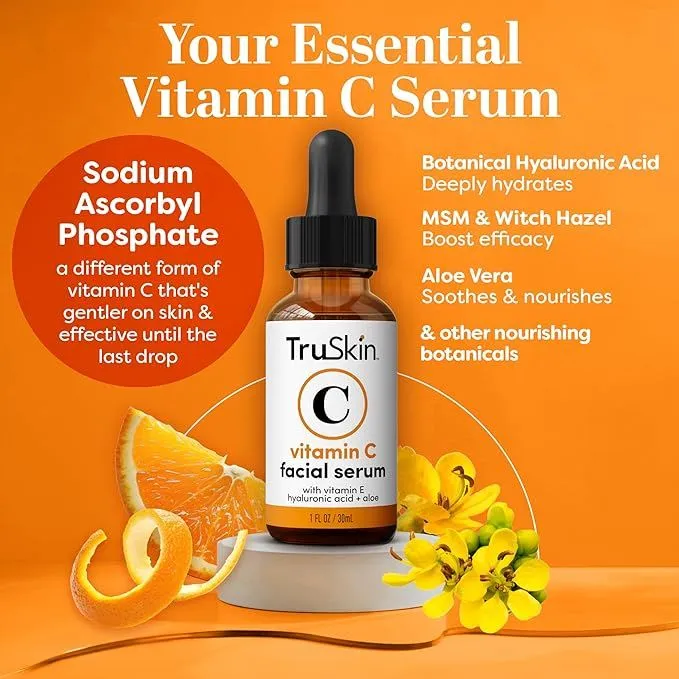 Your Essential
Vitamin C Serum
Sodium
Ascorbyl
Phosphate
a different form of
vitamin C that's
gentler on skin &
effective until the
last drop
Botanical Hyaluronic Acid
Deeply hydrates
MSM & Witch Hazel
Boost efficacy
Aloe Vera
Soothes & nourishes
& other nourishing
botanicals
TruSkin™
C
vitamin C
facial serum
with vitamin E
hyaluronic acid + aloe
1 FL OZ / 30mL